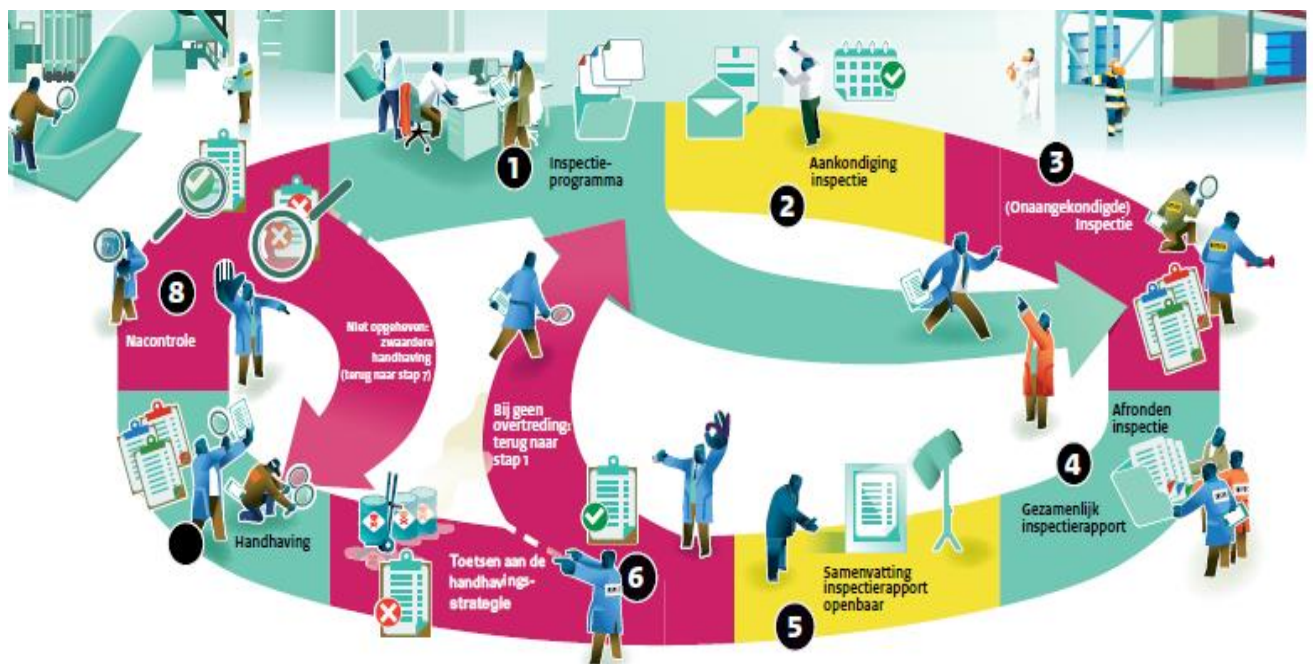 1
Inspectie-
programma
2
Aankondiging
inspectie
3
(Onaangekondigde)
Inspectie
Afronden
inspectie
4
Gezamenlijk
inspectierapport
5
Samenvatting
inspectierapport
openbaar
6
Toetsen aan de
handhavings-
strategie
Bij geen
overtreding:
terug naar
stap 1
Handhaving
8
Nacontrole
Niet opgeheven:
zwaardere
handhaving
(terug naar stap 7)